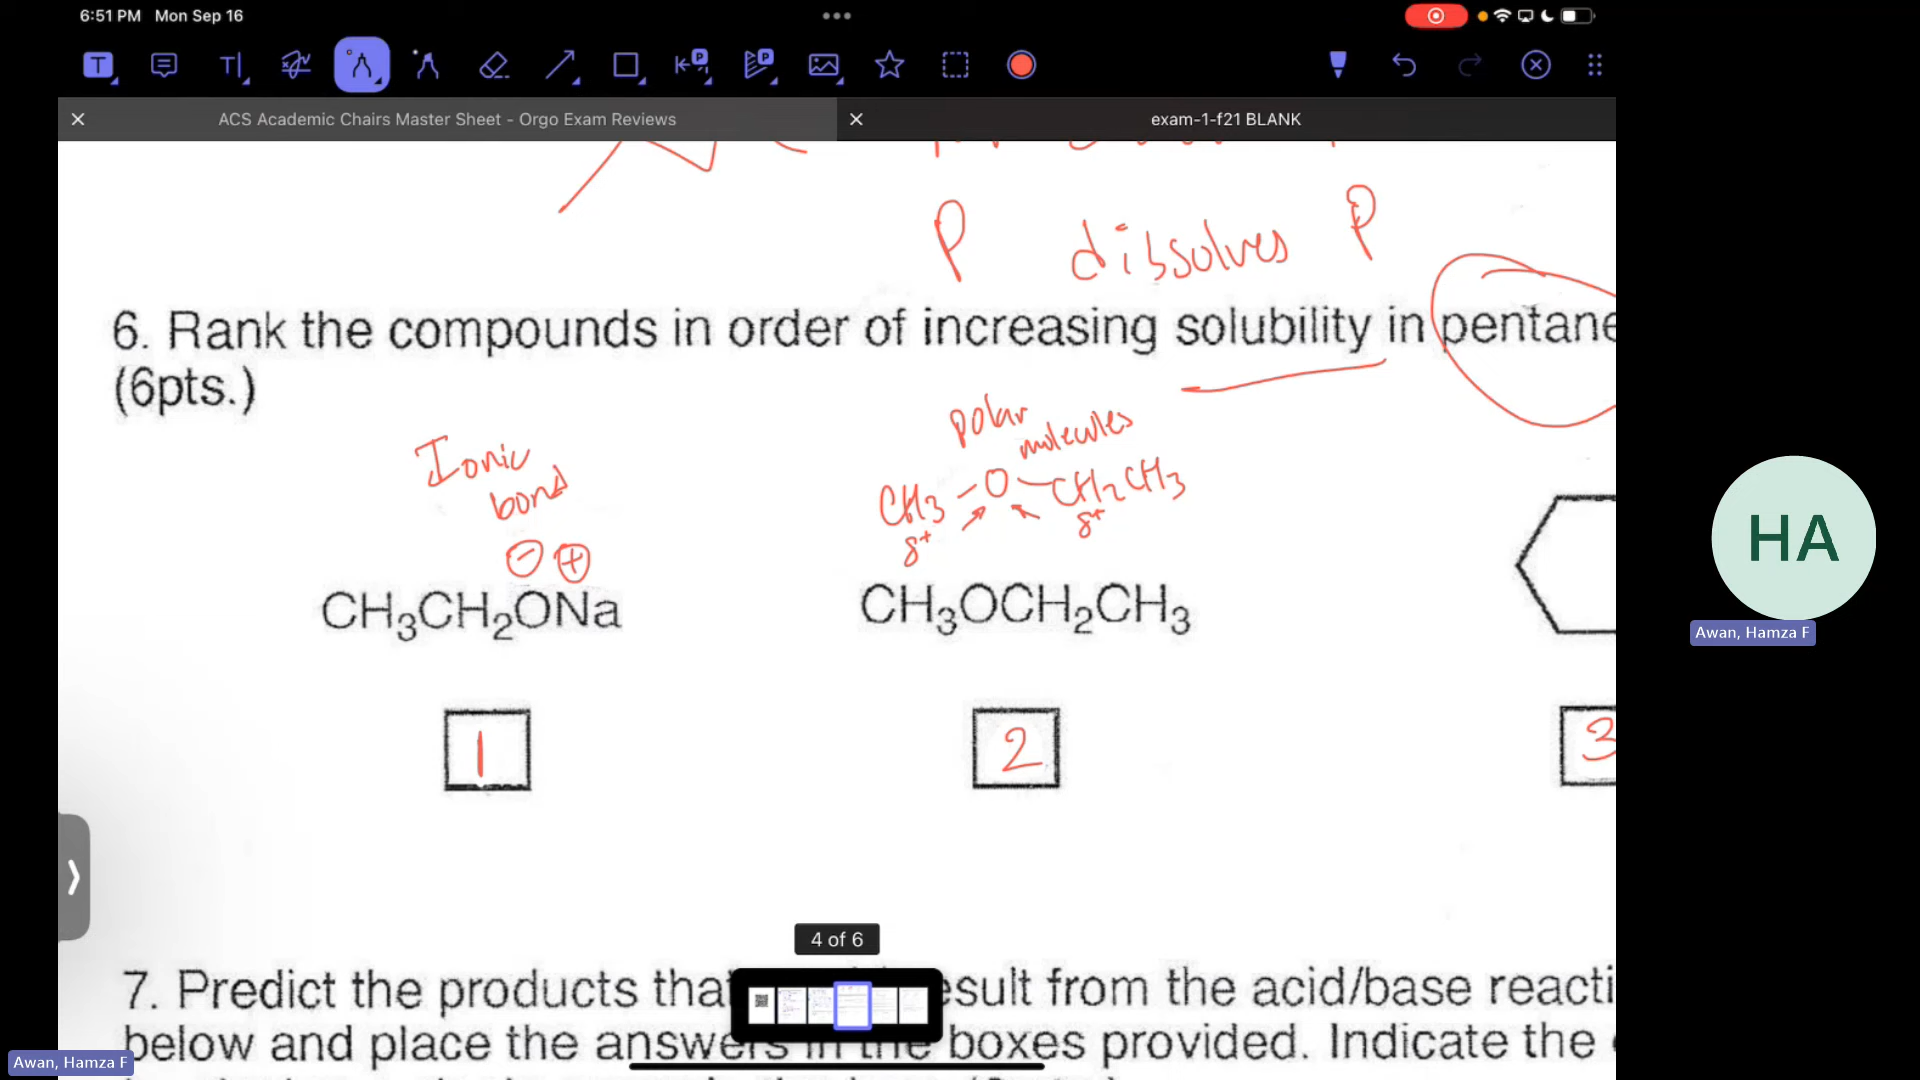 6:51 PM Mon Sep 16
T
T
P
P
ACS Academic Chairs Master Sheet - Orgo Exam Reviews
exam-1-f21 BLANK
P dissolves P
6. Rank the compounds in order of increasing solubility in pentane
(6pts.)
Ionic
bond
polar
molecules
CH3 – O – CH2CH3
δ+ δ+
⊖ ⊕
CH₃CH₂ONa
CH₃OCH₂CH₃
1
2
3
4 of 6
7. Predict the products tha
esult from the acid/base reacti
below and place the answers in the boxes provided. Indicate the
HA
Awan, Hamza F
Awan, Hamza F